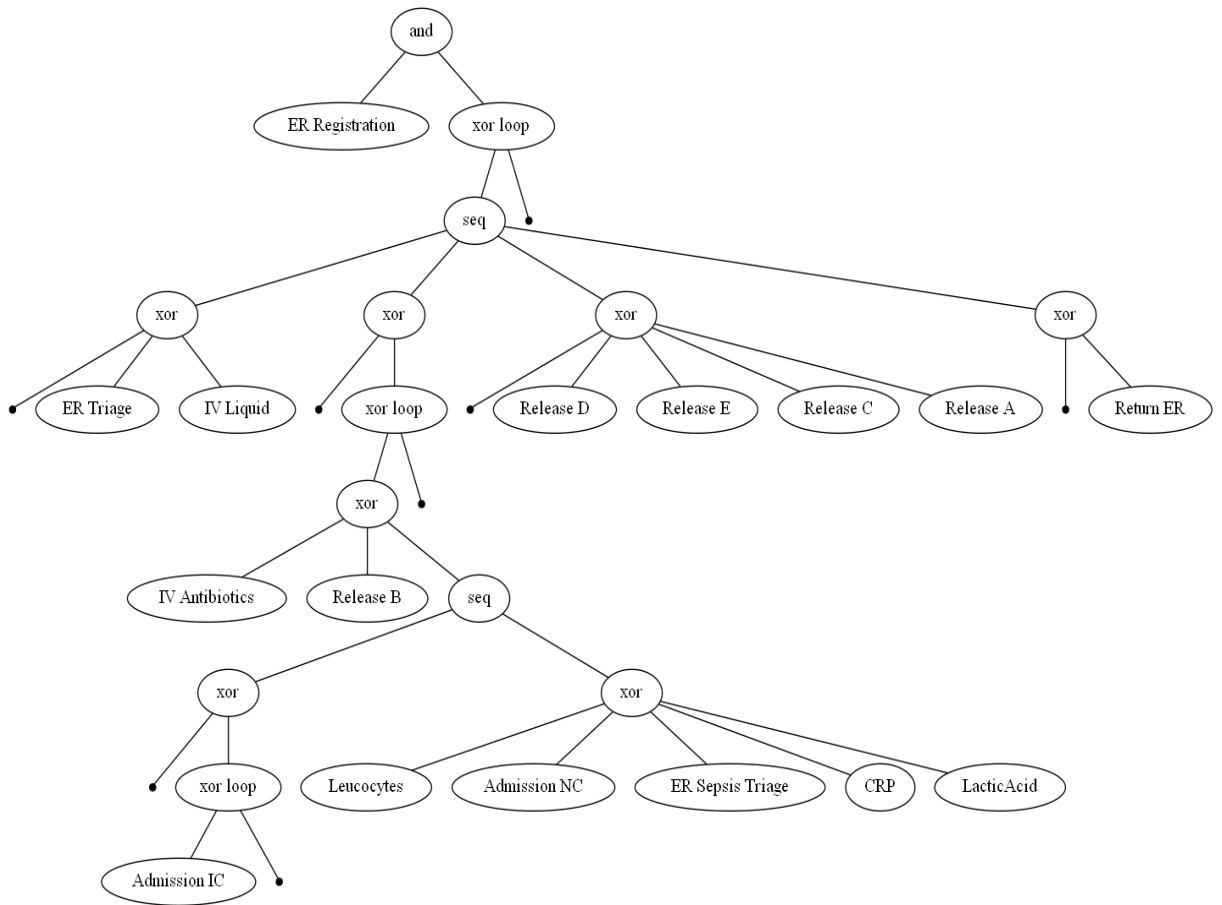 and
ER Registration
xor loop
seq
xor
xor
xor
xor
ER Triage
IV Liquid
xor loop
Release D
Release E
Release C
Release A
Return ER
xor
IV Antibiotics
Release B
seq
xor
xor
xor loop
Leucocytes
Admission NC
ER Sepsis Triage
CRP
LacticAcid
Admission IC